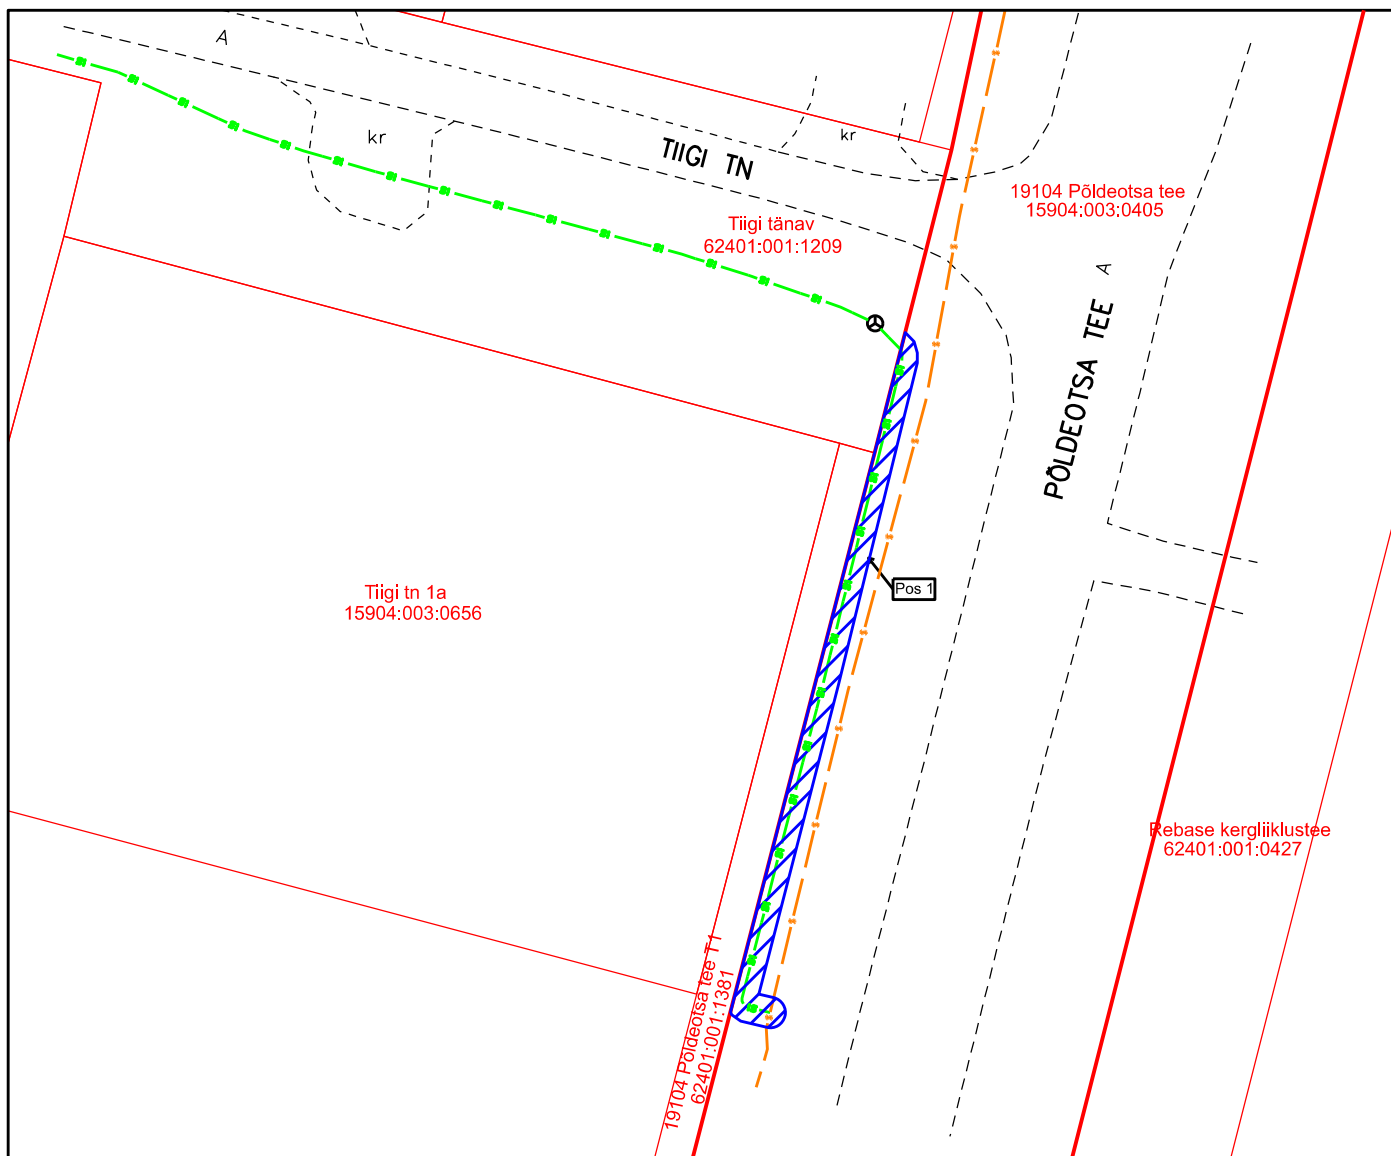 A
kr
TIIGI TN
kr
19104 Põldeotsa tee
15904:003:0405
Tiigi tänav
62401:001:1209
A
PÕLDEOTSA TEE
Pos 1
Tiigi tn 1a
15904:003:0656
Rebase kergliiklustee
62401:001:0427
19104 Põldeotsa tee T1
62401:001:1381